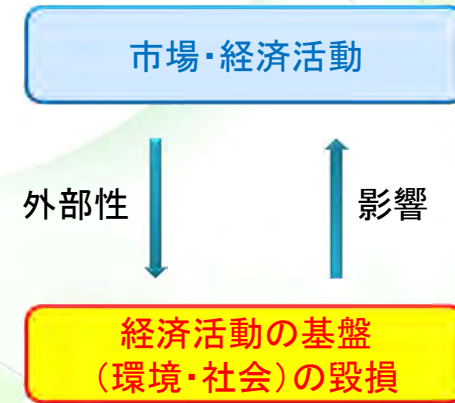 市場・経済活動
外部性
影響
経済活動の基盤
（環境・社会）の毀損